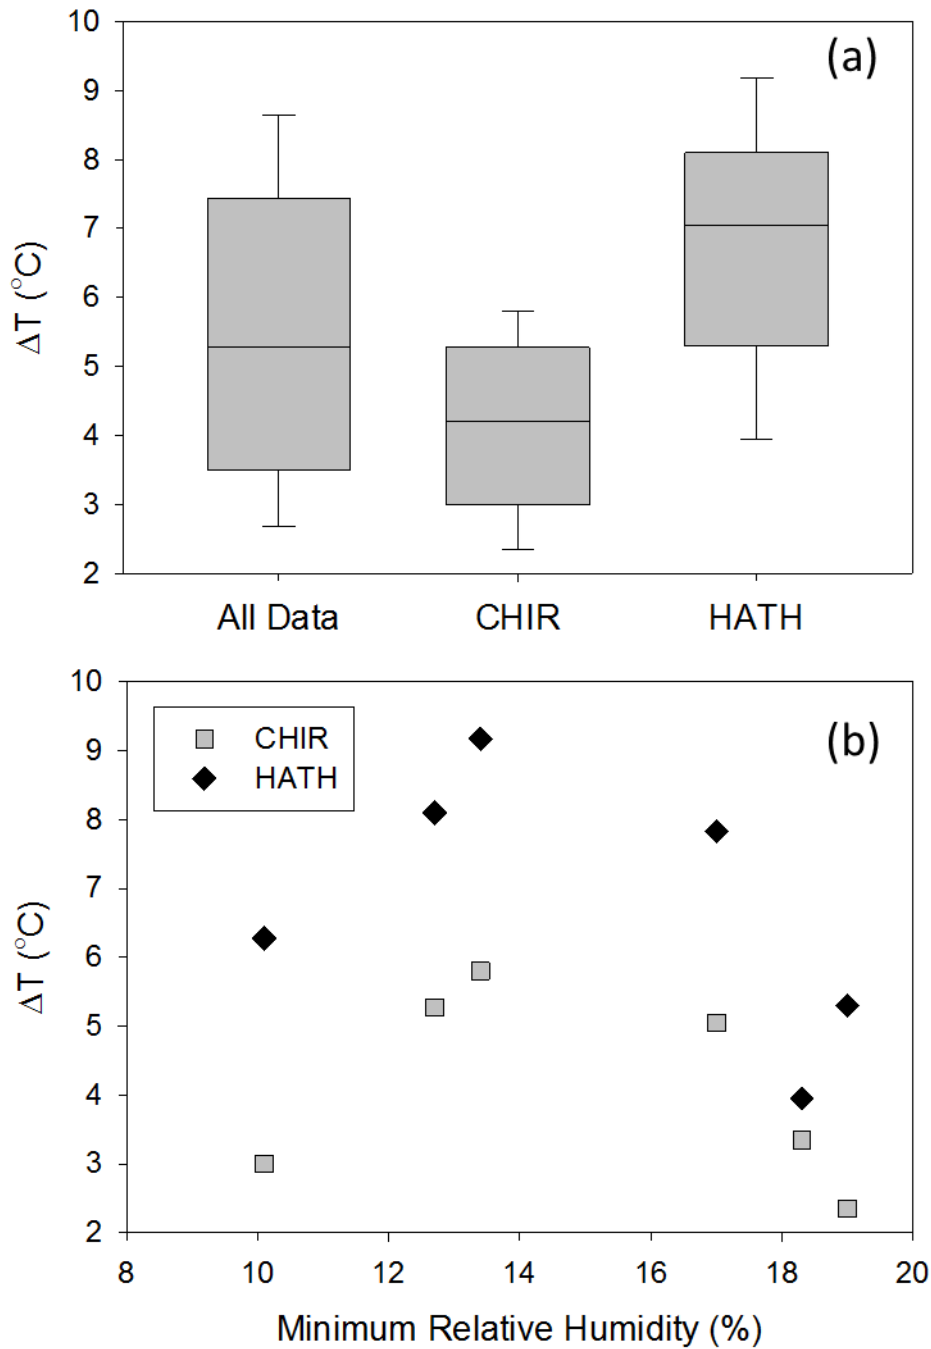 (a)
10
9
8
7
6
5
4
3
2
ΔT (°C)
All Data CHIR HATH
(b)
CHIR
HATH
10
9
8
7
6
5
4
3
2
ΔT (°C)
8 10 12 14 16 18 20
Minimum Relative Humidity (%)